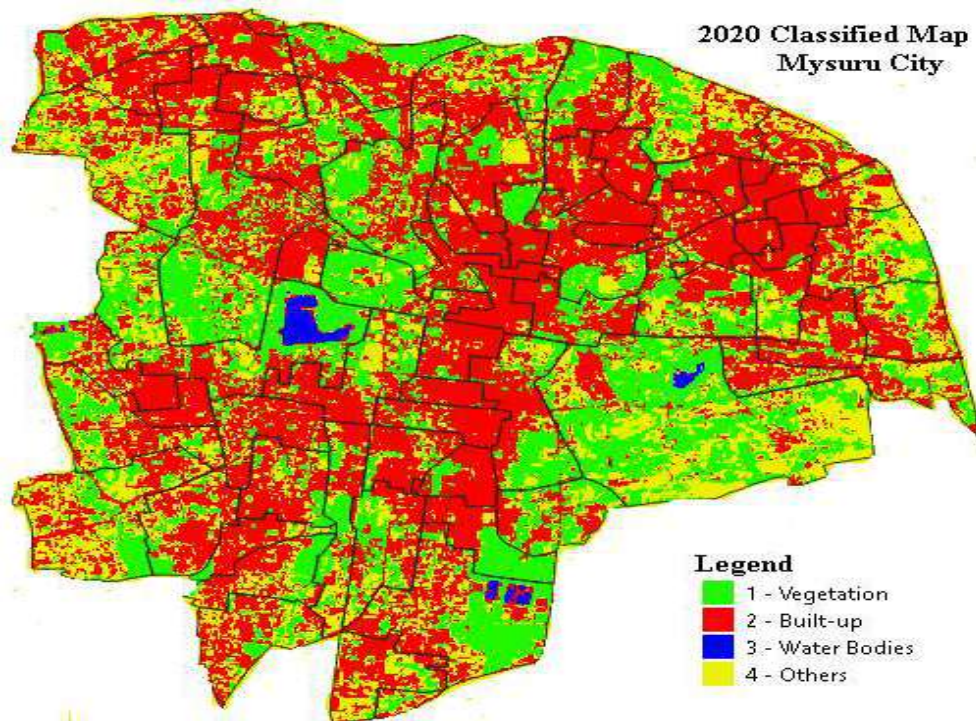 2020 Classified Map
Mysuru City
Legend
1 - Vegetation
2 - Built-up
3 - Water Bodies
4 - Others